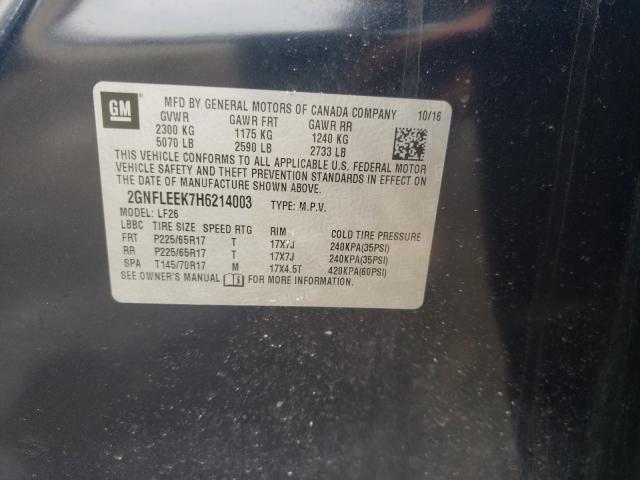 GM
MFD BY GENERAL MOTORS OF CANADA COMPANY 10/16
GVWR GAWR FRT GAWR RR
2300 KG 1175 KG 1240 KG
5070 LB 2590 LB 2733 LB
THIS VEHICLE CONFORMS TO ALL APPLICABLE U.S. FEDERAL MOTOR
VEHICLE SAFETY AND THEFT PREVENTION STANDARDS IN EFFECT ON
THE DATE OF MANUFACTURE SHOWN ABOVE.
2GNFLEEK7H6214003 TYPE: M.P.V.
MODEL: LF26
LBBC TIRE SIZE SPEED RTG RIM COLD TIRE PRESSURE
FRT P225/65R17 T 17X7J 240KPA(35PSI)
RR P225/65R17 T 17X7J 240KPA(35PSI)
SPA T145/70R17 M 17X4.5T 420KPA(60PSI)
SEE OWNER'S MANUAL FOR MORE INFORMATION.